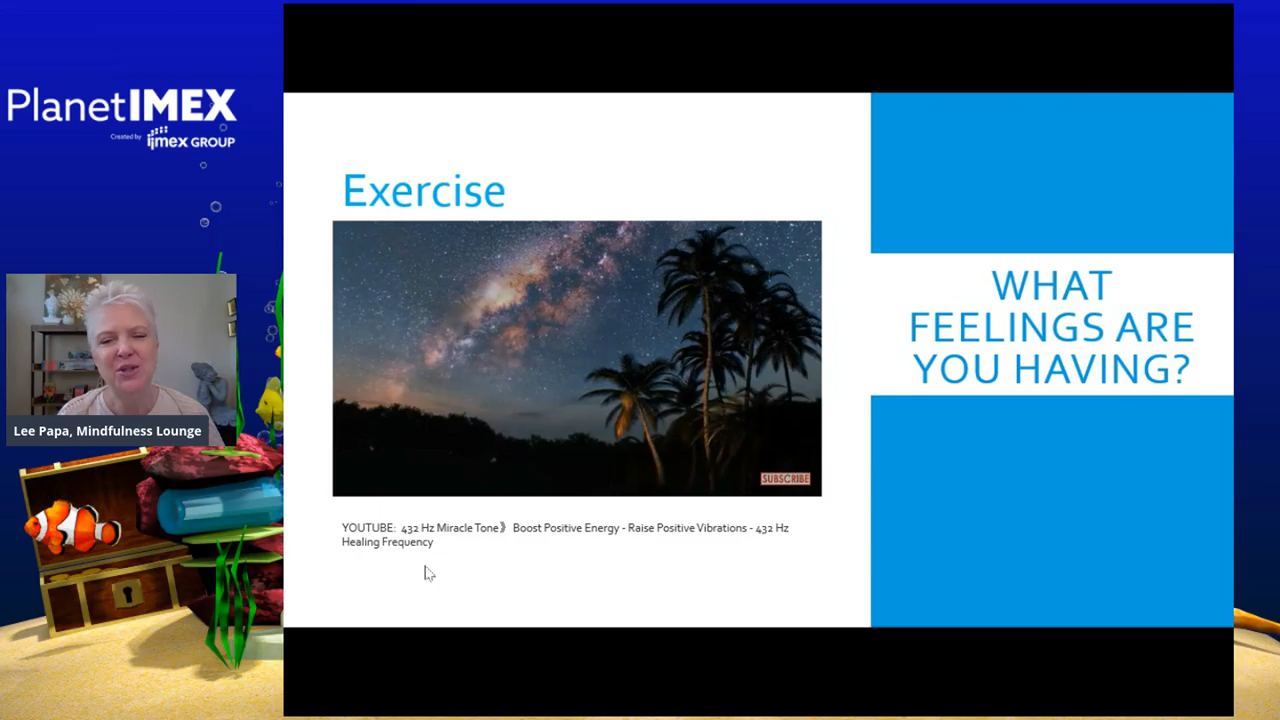 PlanetIMEX
Created by imex GROUP
Exercise
SUBSCRIBE
YOUTUBE: 432 Hz Miracle Tone》 Boost Positive Energy - Raise Positive Vibrations - 432 Hz
Healing Frequency
WHAT
FEELINGS ARE
YOU HAVING?
Lee Papa, Mindfulness Lounge